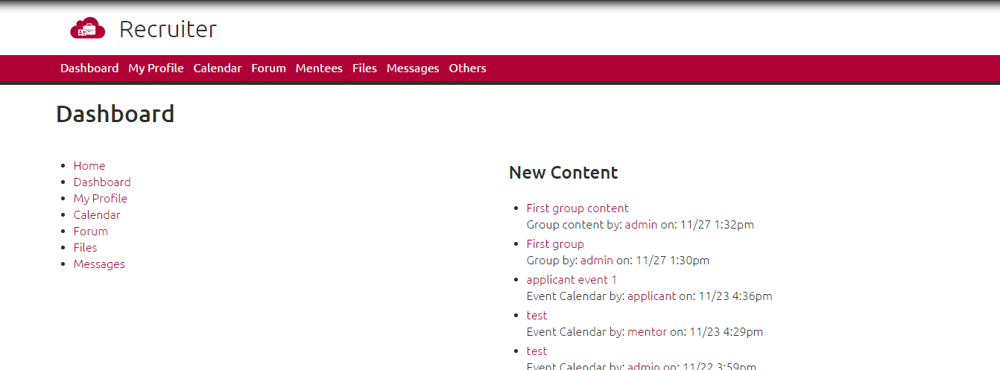 Recruiter
Dashboard My Profile Calendar Forum Mentees Files Messages Others
Dashboard
Home
Dashboard
My Profile
Calendar
Forum
Files
Messages
New Content
First group content
Group content by: admin on: 11/27 1:32pm
First group
Group by: admin on: 11/27 1:30pm
applicant event 1
Event Calendar by: applicant on: 11/23 4:36pm
test
Event Calendar by: mentor on: 11/23 4:29pm
test
Event Calendar by: admin on: 11/22 3:59pm